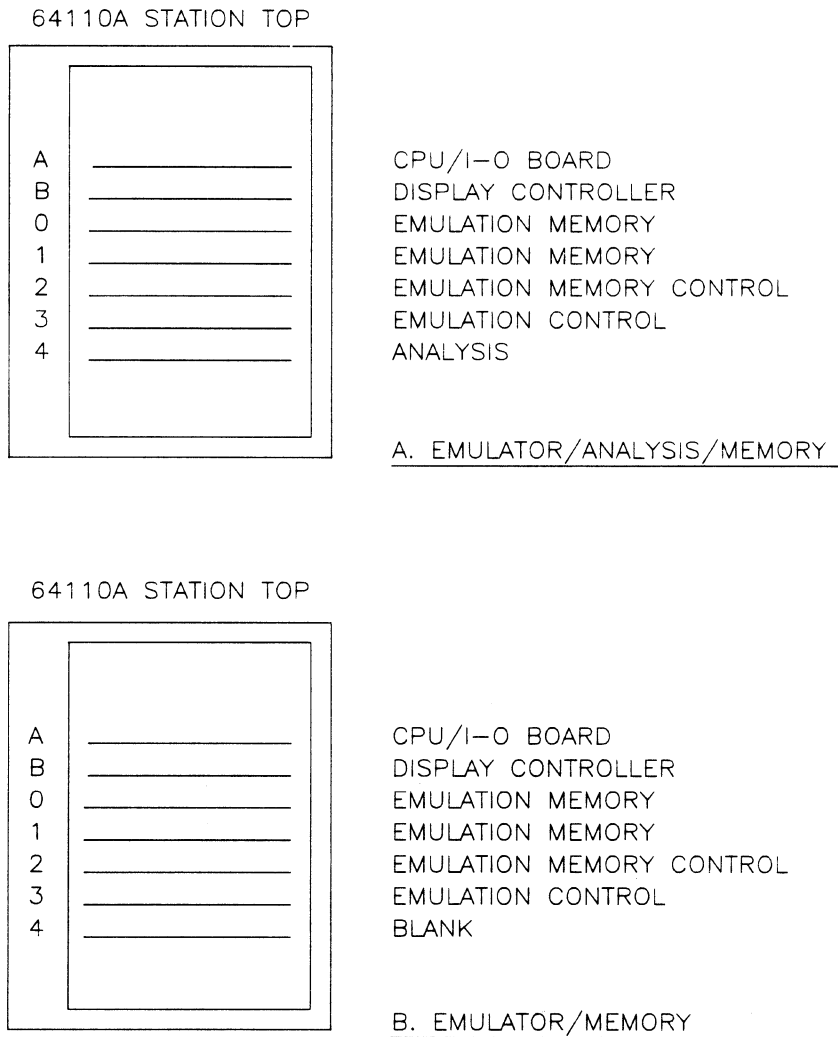 64110A STATION TOP
A CPU/I-O BOARD
B DISPLAY CONTROLLER
0 EMULATION MEMORY
1 EMULATION MEMORY
2 EMULATION MEMORY CONTROL
3 EMULATION CONTROL
4 ANALYSIS
A. EMULATOR/ANALYSIS/MEMORY
64110A STATION TOP
A CPU/I-O BOARD
B DISPLAY CONTROLLER
0 EMULATION MEMORY
1 EMULATION MEMORY
2 EMULATION MEMORY CONTROL
3 EMULATION CONTROL
4 BLANK
B. EMULATOR/MEMORY